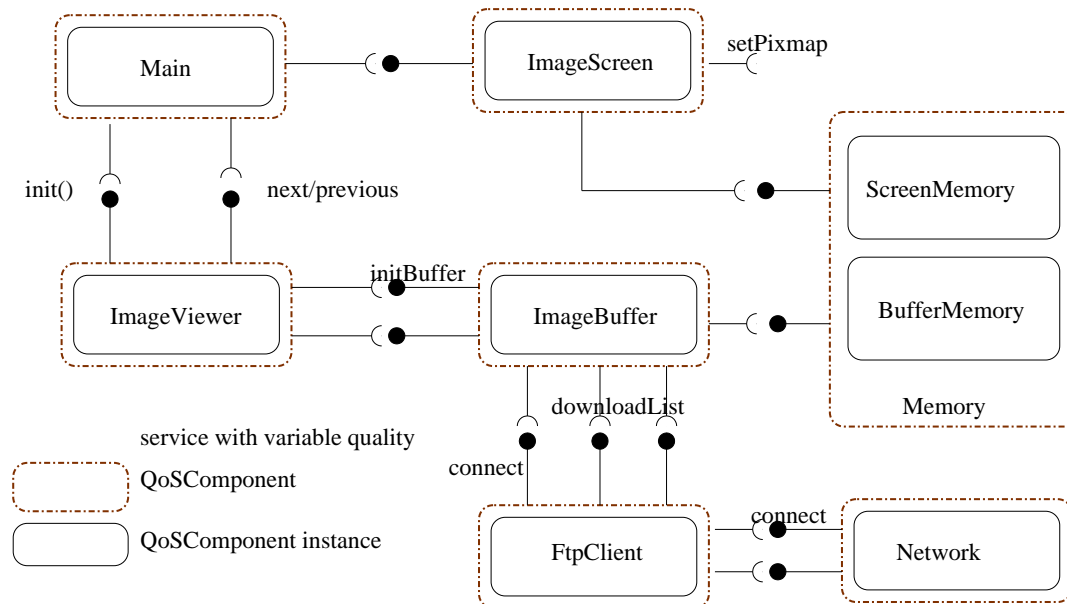 Main
ImageScreen
setPixmap
init()
next/previous
ScreenMemory
ImageViewer
initBuffer
ImageBuffer
BufferMemory
Memory
downloadList
service with variable quality
connect
QoSComponent
QoSComponent instance
FtpClient
connect
Network